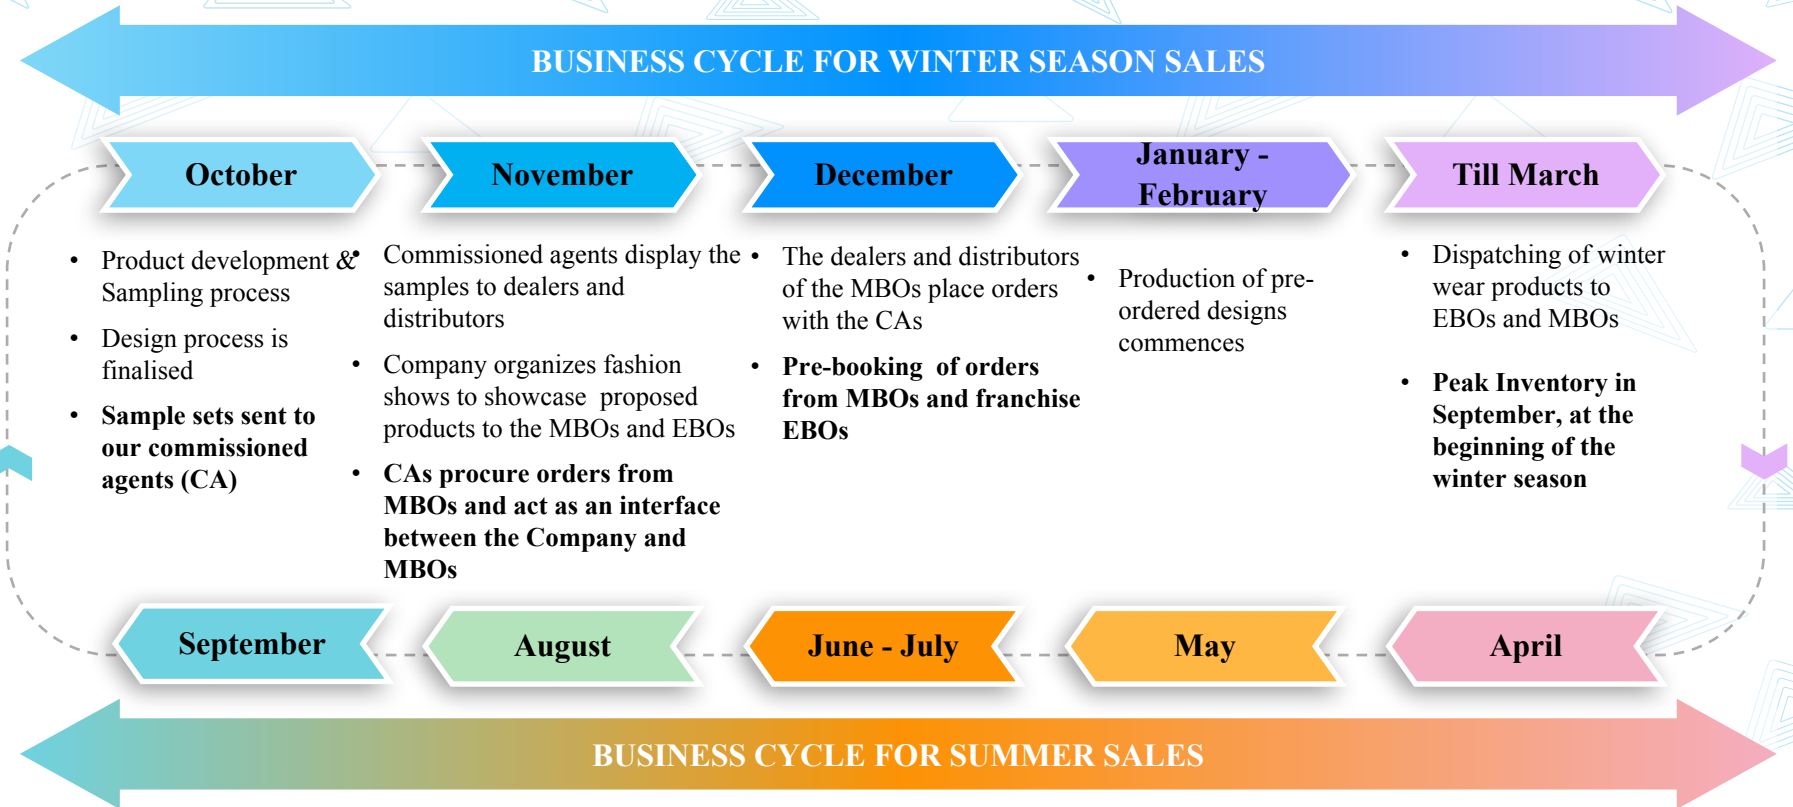 BUSINESS CYCLE FOR WINTER SEASON SALES
October
November
December
January -
February
Till March
• Product development &
Sampling process
• Design process is
finalised
• Sample sets sent to
our commissioned
agents (CA)
• Commissioned agents display the
samples to dealers and
distributors
• Company organizes fashion
shows to showcase proposed
products to the MBOs and EBOs
• CAs procure orders from
MBOs and act as an interface
between the Company and
MBOs
• The dealers and distributors
of the MBOs place orders
with the CAs
• Pre-booking of orders
from MBOs and franchise
EBOs
• Production of pre-
ordered designs
commences
• Dispatching of winter
wear products to
EBOs and MBOs
• Peak Inventory in
September, at the
beginning of the
winter season
September
August
June - July
May
April
BUSINESS CYCLE FOR SUMMER SALES